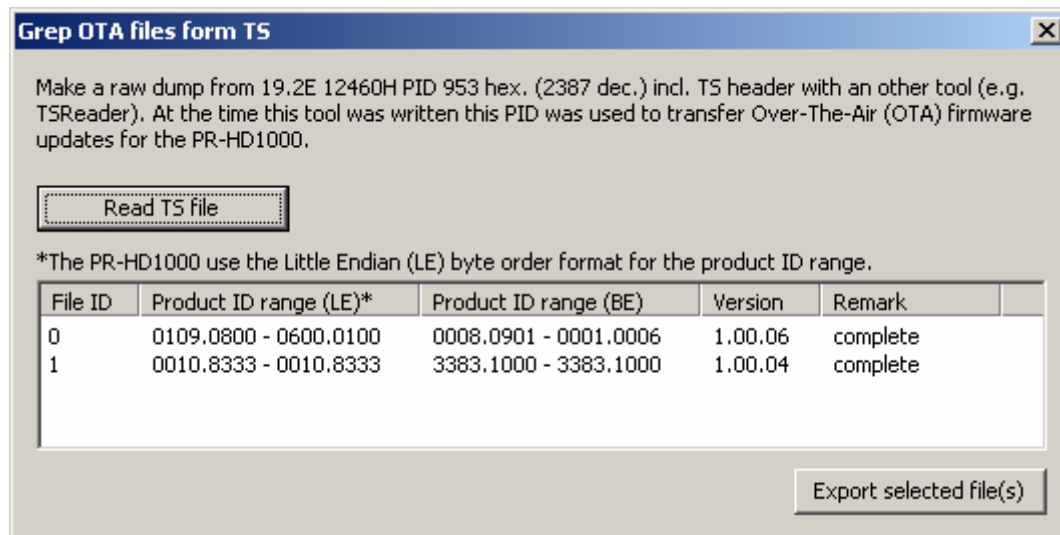 Grep OTA files form TS
Make a raw dump from 19.2E 12460H PID 953 hex. (2387 dec.) incl. TS header with an other tool (e.g.
TSReader). At the time this tool was written this PID was used to transfer Over-The-Air (OTA) firmware
updates for the PR-HD1000.
Read TS file
*The PR-HD1000 use the Little Endian (LE) byte order format for the product ID range.
File ID Product ID range (LE)* Product ID range (BE) Version Remark
0 0109.0800 - 0600.0100 0008.0901 - 0001.0006 1.00.06 complete
1 0010.8333 - 0010.8333 3383.1000 - 3383.1000 1.00.04 complete
Export selected file(s)